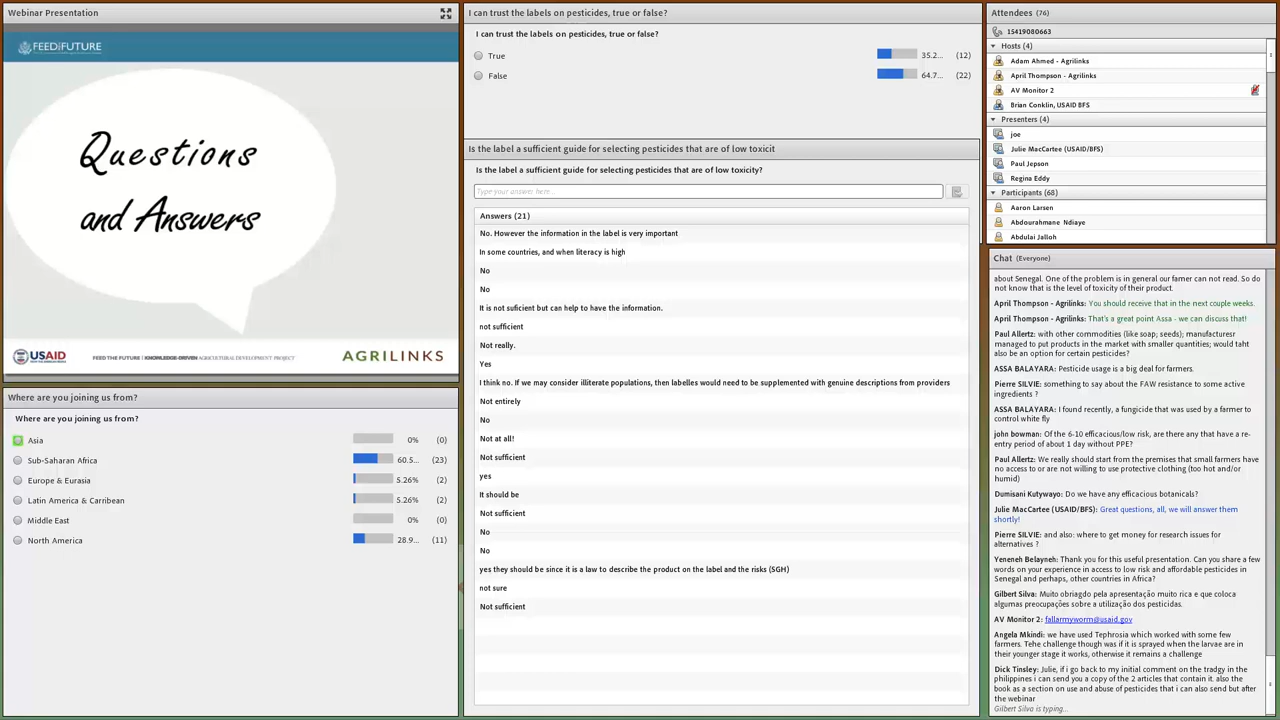 Webinar Presentation
FEEDIFUTURE
Questions
and Answers
USAID
FEED THE FUTURE | KNOWLEDGE-DRIVEN AGRICULTURAL DEVELOPMENT PROJECT
AGRILINKS
Where are you joining us from?
Where are you joining us from?
Asia 0% (0)
Sub-Saharan Africa 60.5... (23)
Europe & Eurasia 5.26% (2)
Latin America & Carribean 5.26% (2)
Middle East 0% (0)
North America 28.9... (11)
I can trust the labels on pesticides, true or false?
I can trust the labels on pesticides, true or false?
True 35.2... (12)
False 64.7... (22)
Is the label a sufficient guide for selecting pesticides that are of low toxicit
Is the label a sufficient guide for selecting pesticides that are of low toxicity?
Type your answer here...
Answers (21)
No. However the information in the label is very important
In some countries, and when literacy is high
No
No
It is not suficient but can help to have the information.
not sufficient
Not really.
Yes
I think no. If we may consider illiterate populations, then labelles would need to be supplemented with genuine descriptions from providers
Not entirely
No
Not at all!
Not sufficient
yes
It should be
Not sufficient
No
No
yes they should be since it is a law to describe the product on the label and the risks (SGH)
not sure
Not sufficient
Attendees (76)
15419080663
Hosts (4)
Adam Ahmed - Agrilinks
April Thompson - Agrilinks
AV Monitor 2
Brian Conklin, USAID BFS
Presenters (4)
joe
Julie MacCartee (USAID/BFS)
Paul Jepson
Regina Eddy
Participants (68)
Aaron Larsen
Abdourahmane Ndiaye
Abdulai Jalloh
Chat (Everyone)
about Senegal. One of the problem is in general our famer can not read. So do
not know that is the level of toxicity of their product.
April Thompson - Agrilinks: You should receive that in the next couple weeks.
April Thompson - Agrilinks: That's a great point Assa - we can discuss that!
Paul Allertz: with other commodities (like soap; seeds); manufacturesr
managed to put products in the market with smaller quantities; would taht
also be an option for certain pesticides?
ASSA BALAYARA: Pesticide usage is a big deal for farmers.
Pierre SILVIE: something to say about the FAW resistance to some active
ingredients ?
ASSA BALAYARA: I found recently, a fungicide that was used by a farmer to
control white fly
john bowman: Of the 6-10 efficacious/low risk, are there any that have a re-
entry period of about 1 day without PPE?
Paul Allertz: We really should start from the premises that small farmers have
no access to or are not willing to use protective clothing (too hot and/or
humid)
Dumisani Kutywayo: Do we have any efficacious botanicals?
Julie MacCartee (USAID/BFS): Great questions, all, we will answer them
shortly!
Pierre SILVIE: and also: where to get money for research issues for
alternatives ?
Yeneneh Belayneh: Thank you for this useful presentation. Can you share a few
words on your experience in access to low risk and affordable pesticides in
Senegal and perhaps, other countries in Africa?
Gilbert Silva: Muito obriagdo pela apresentação muito rica e que coloca
algumas preocupações sobre a utilização dos pesticidas.
AV Monitor 2: fallarmyworm@usaid.gov
Angela Mkindi: we have used Tephrosia which worked with some few
farmers. Tehe challenge though was if it is sprayed when the larvae are in
their younger stage it works, otherwise it remains a challenge
Dick Tinsley: Julie, if i go back to my initial comment on the tradgy in the
philippines i can send you a copy of the 2 articles that contain it. also the
book as a section on use and abuse of pesticides that i can also send but after
the webinar
Gilbert Silva is typing...